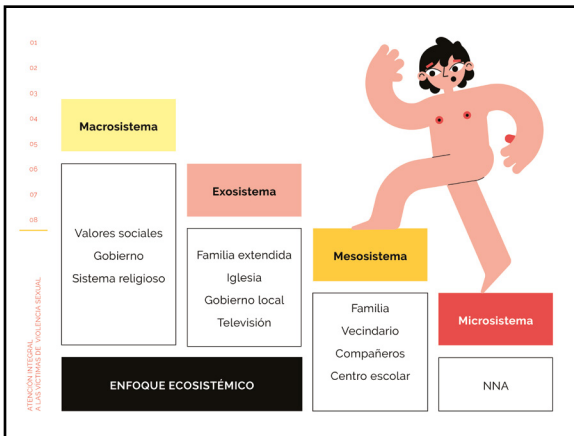 01
02
03
04
05
06
07
08
ATENCIÓN INTEGRAL
A LAS VÍCTIMAS DE VIOLENCIA SEXUAL
Macrosistema
Valores sociales
Gobierno
Sistema religioso
Exosistema
Familia extendida
Iglesia
Gobierno local
Televisión
Mesosistema
Familia
Vecindario
Compañeros
Centro escolar
Microsistema
NNA
ENFOQUE ECOSISTÉMICO